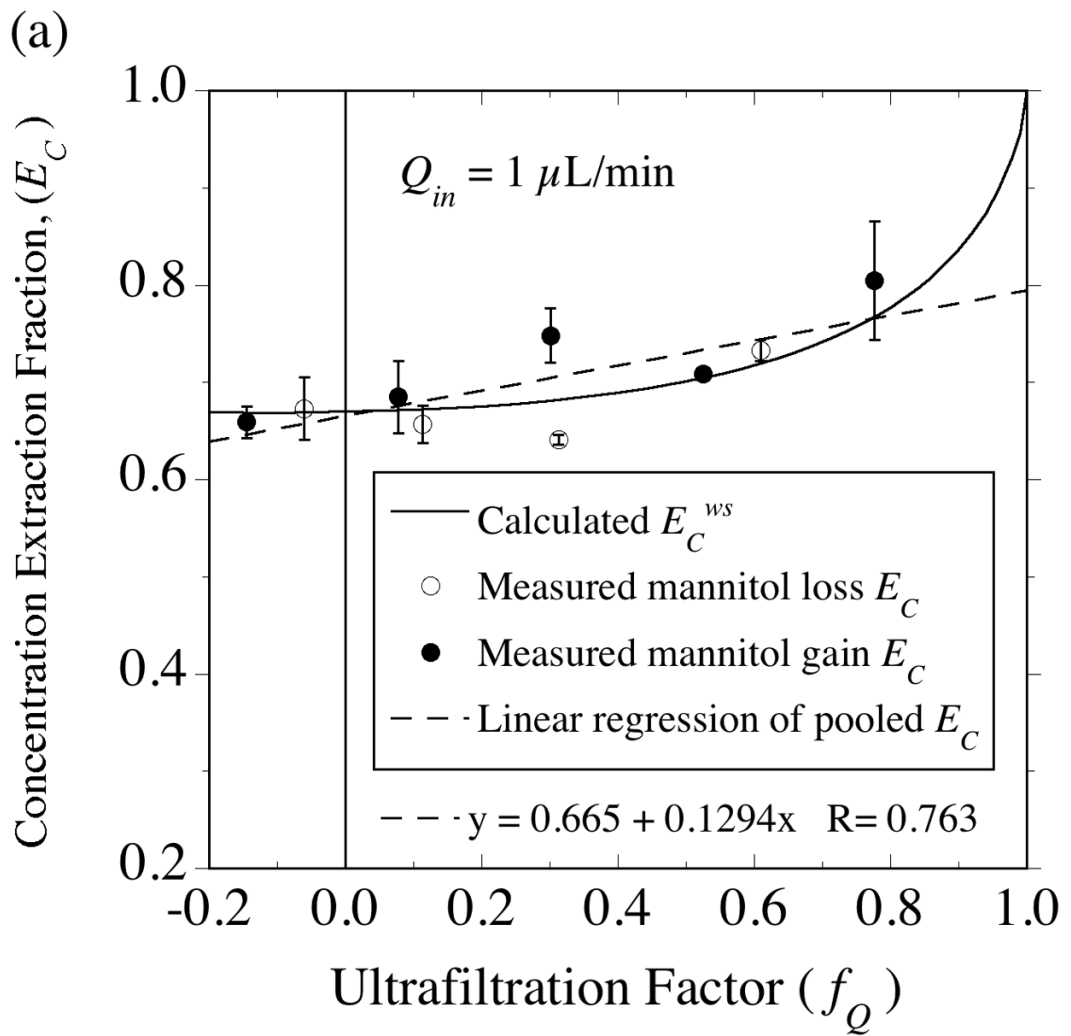 (a)
Concentration Extraction Fraction, (E_C)
1.0
0.8
0.6
0.4
0.2
Q_in = 1 µL/min
Calculated E_C^ws
Measured mannitol loss E_C
Measured mannitol gain E_C
Linear regression of pooled E_C
y = 0.665 + 0.1294x R= 0.763
-0.2 0.0 0.2 0.4 0.6 0.8 1.0
Ultrafiltration Factor (f_Q)